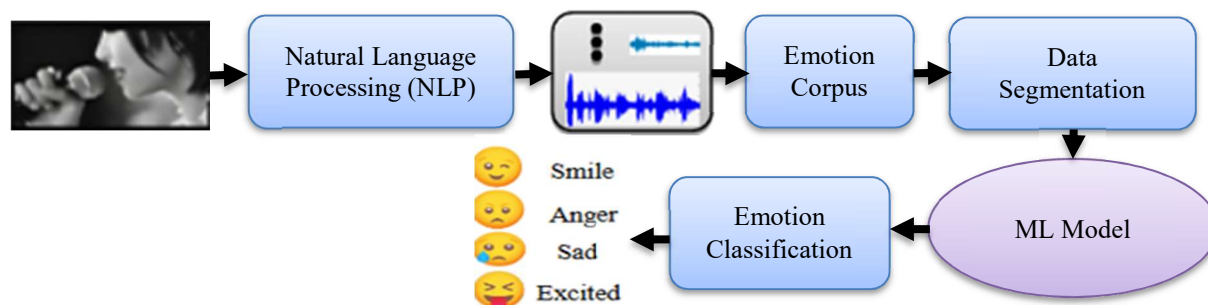 Natural Language
Processing (NLP)
Emotion
Corpus
Data
Segmentation
ML Model
Emotion
Classification
Smile
Anger
Sad
Excited